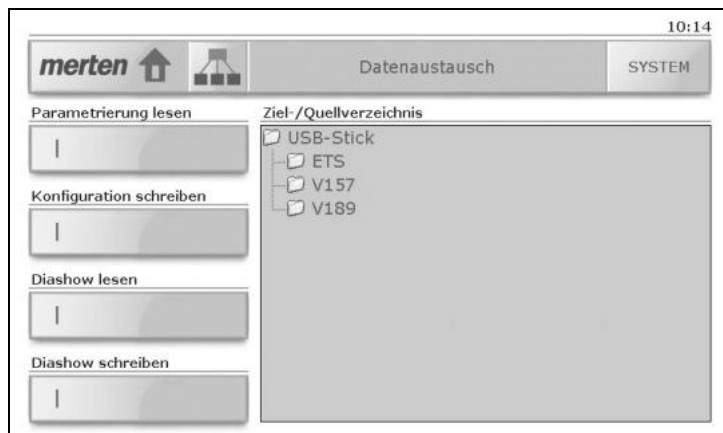 10:14
merten
Datenaustausch
SYSTEM
Parametrierung lesen
Ziel-/Quellverzeichnis
USB-Stick
ETS
V157
V189
Konfiguration schreiben
Diashow lesen
Diashow schreiben